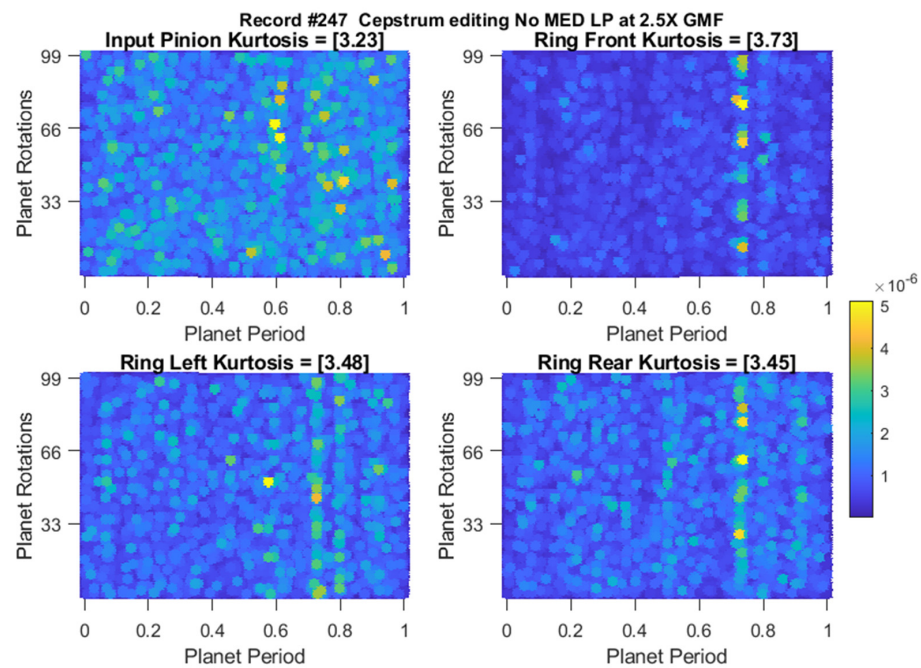 Record #247 Cepstrum editing No MED LP at 2.5X GMF
Input Pinion Kurtosis = [3.23]
99
66
33
Planet Rotations
0 0.2 0.4 0.6 0.8 1
Planet Period
Ring Front Kurtosis = [3.73]
99
66
33
Planet Rotations
0 0.2 0.4 0.6 0.8 1
Planet Period
Ring Left Kurtosis = [3.48]
99
66
33
Planet Rotations
0 0.2 0.4 0.6 0.8 1
Planet Period
Ring Rear Kurtosis = [3.45]
99
66
33
Planet Rotations
0 0.2 0.4 0.6 0.8 1
Planet Period
×10⁻⁶
5
4
3
2
1